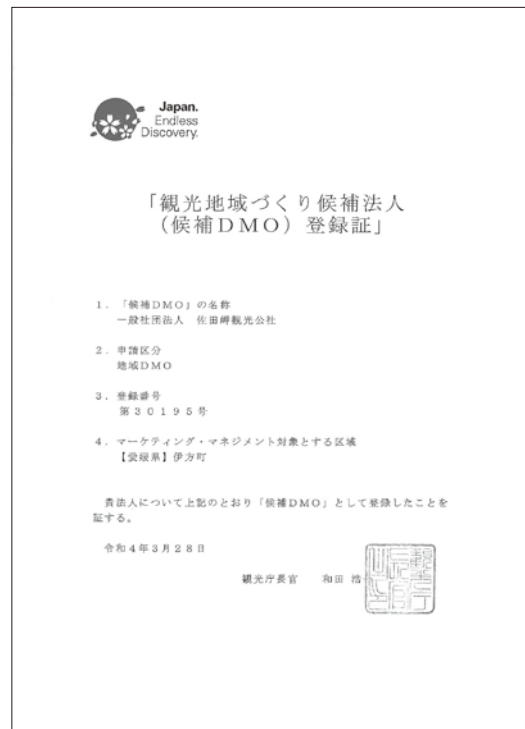 Japan.
Endless
Discovery.
「観光地域づくり候補法人
（候補ＤＭＯ）登録証」
１．「候補ＤＭＯ」の名称
一般社団法人　佐田岬観光公社
２．申請区分
地域ＤＭＯ
３．登録番号
第３０１９５号
４．マーケティング・マネジメント対象とする区域
【愛媛県】伊方町
貴法人について上記のとおり「候補ＤＭＯ」として登録したことを
証する。
令和４年３月２８日
観光庁長官　和田 浩